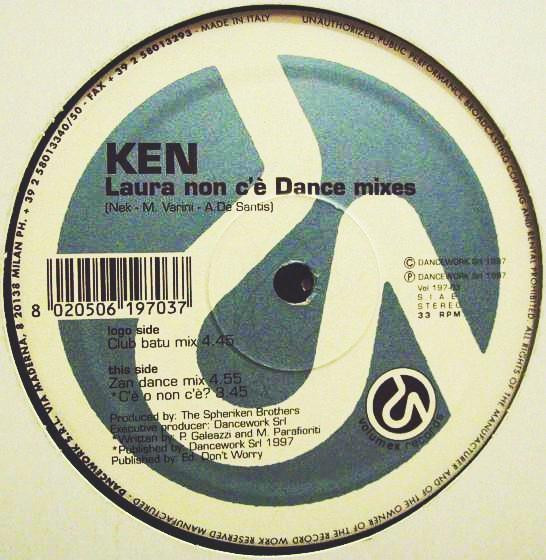 KEN
Laura non c'è Dance mixes
(Nek - M. Varini - A.De Santis)
8 020506 197037
logo side
Club batu mix 4.45
this side
Zan dance mix 4.55
*C'è o non c'è? 3.45
Produced by: The Spheriken Brothers
Executive producer: Dancework Srl
*Written by: P. Galeazzi and M. Parafioriti
*Published by: Dancework Srl 1997
Published by: Ed. Don't Worry
C DANCEWORK Srl 1997
P DANCEWORK Srl 1997
Vel 197-03
S. I. A. E.
STEREO
33 RPM
volumex records
MANUFACTURED - DANCEWORK S.R.L. VIA MADERNA, 8 20138 MILAN PH. + 39 2 58013340/50 - FAX + 39 2 58013293 - MADE IN ITALY
UNAUTHORIZED PUBLIC PERFORMANCE BROADCASTING COPYING AND RENTAL PROHIBITED. ALL RIGHTS OF THE MANUFACTURER AND OF THE OWNER OF THE RECORD WORK RESERVED